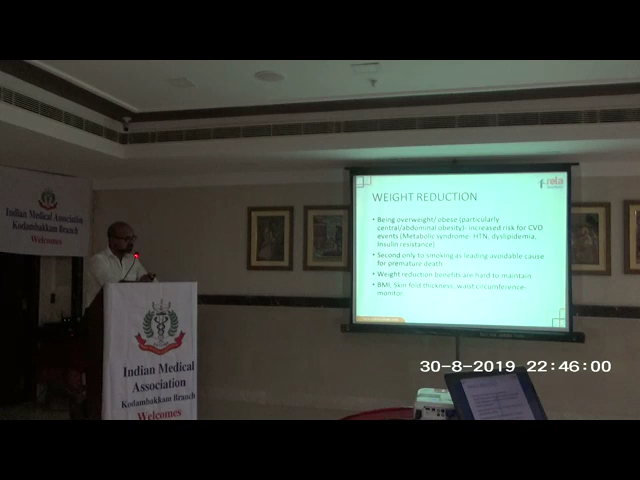 Indian Medical Association
Kodambakkam Branch
Welcomes
rela
WEIGHT REDUCTION
• Being overweight/ obese (particularly
central/abdominal obesity)- increased risk for CVD
events (Metabolic syndrome- HTN, dyslipidemia,
Insulin resistance)
• Second only to smoking as leading avoidable cause
for premature death
• Weight reduction benefits are hard to maintain
• BMI, Skin fold thickness, waist circumference-
monitor
Indian Medical
Association
Kodambakkam Branch
Welcomes
30-8-2019 22:46:00